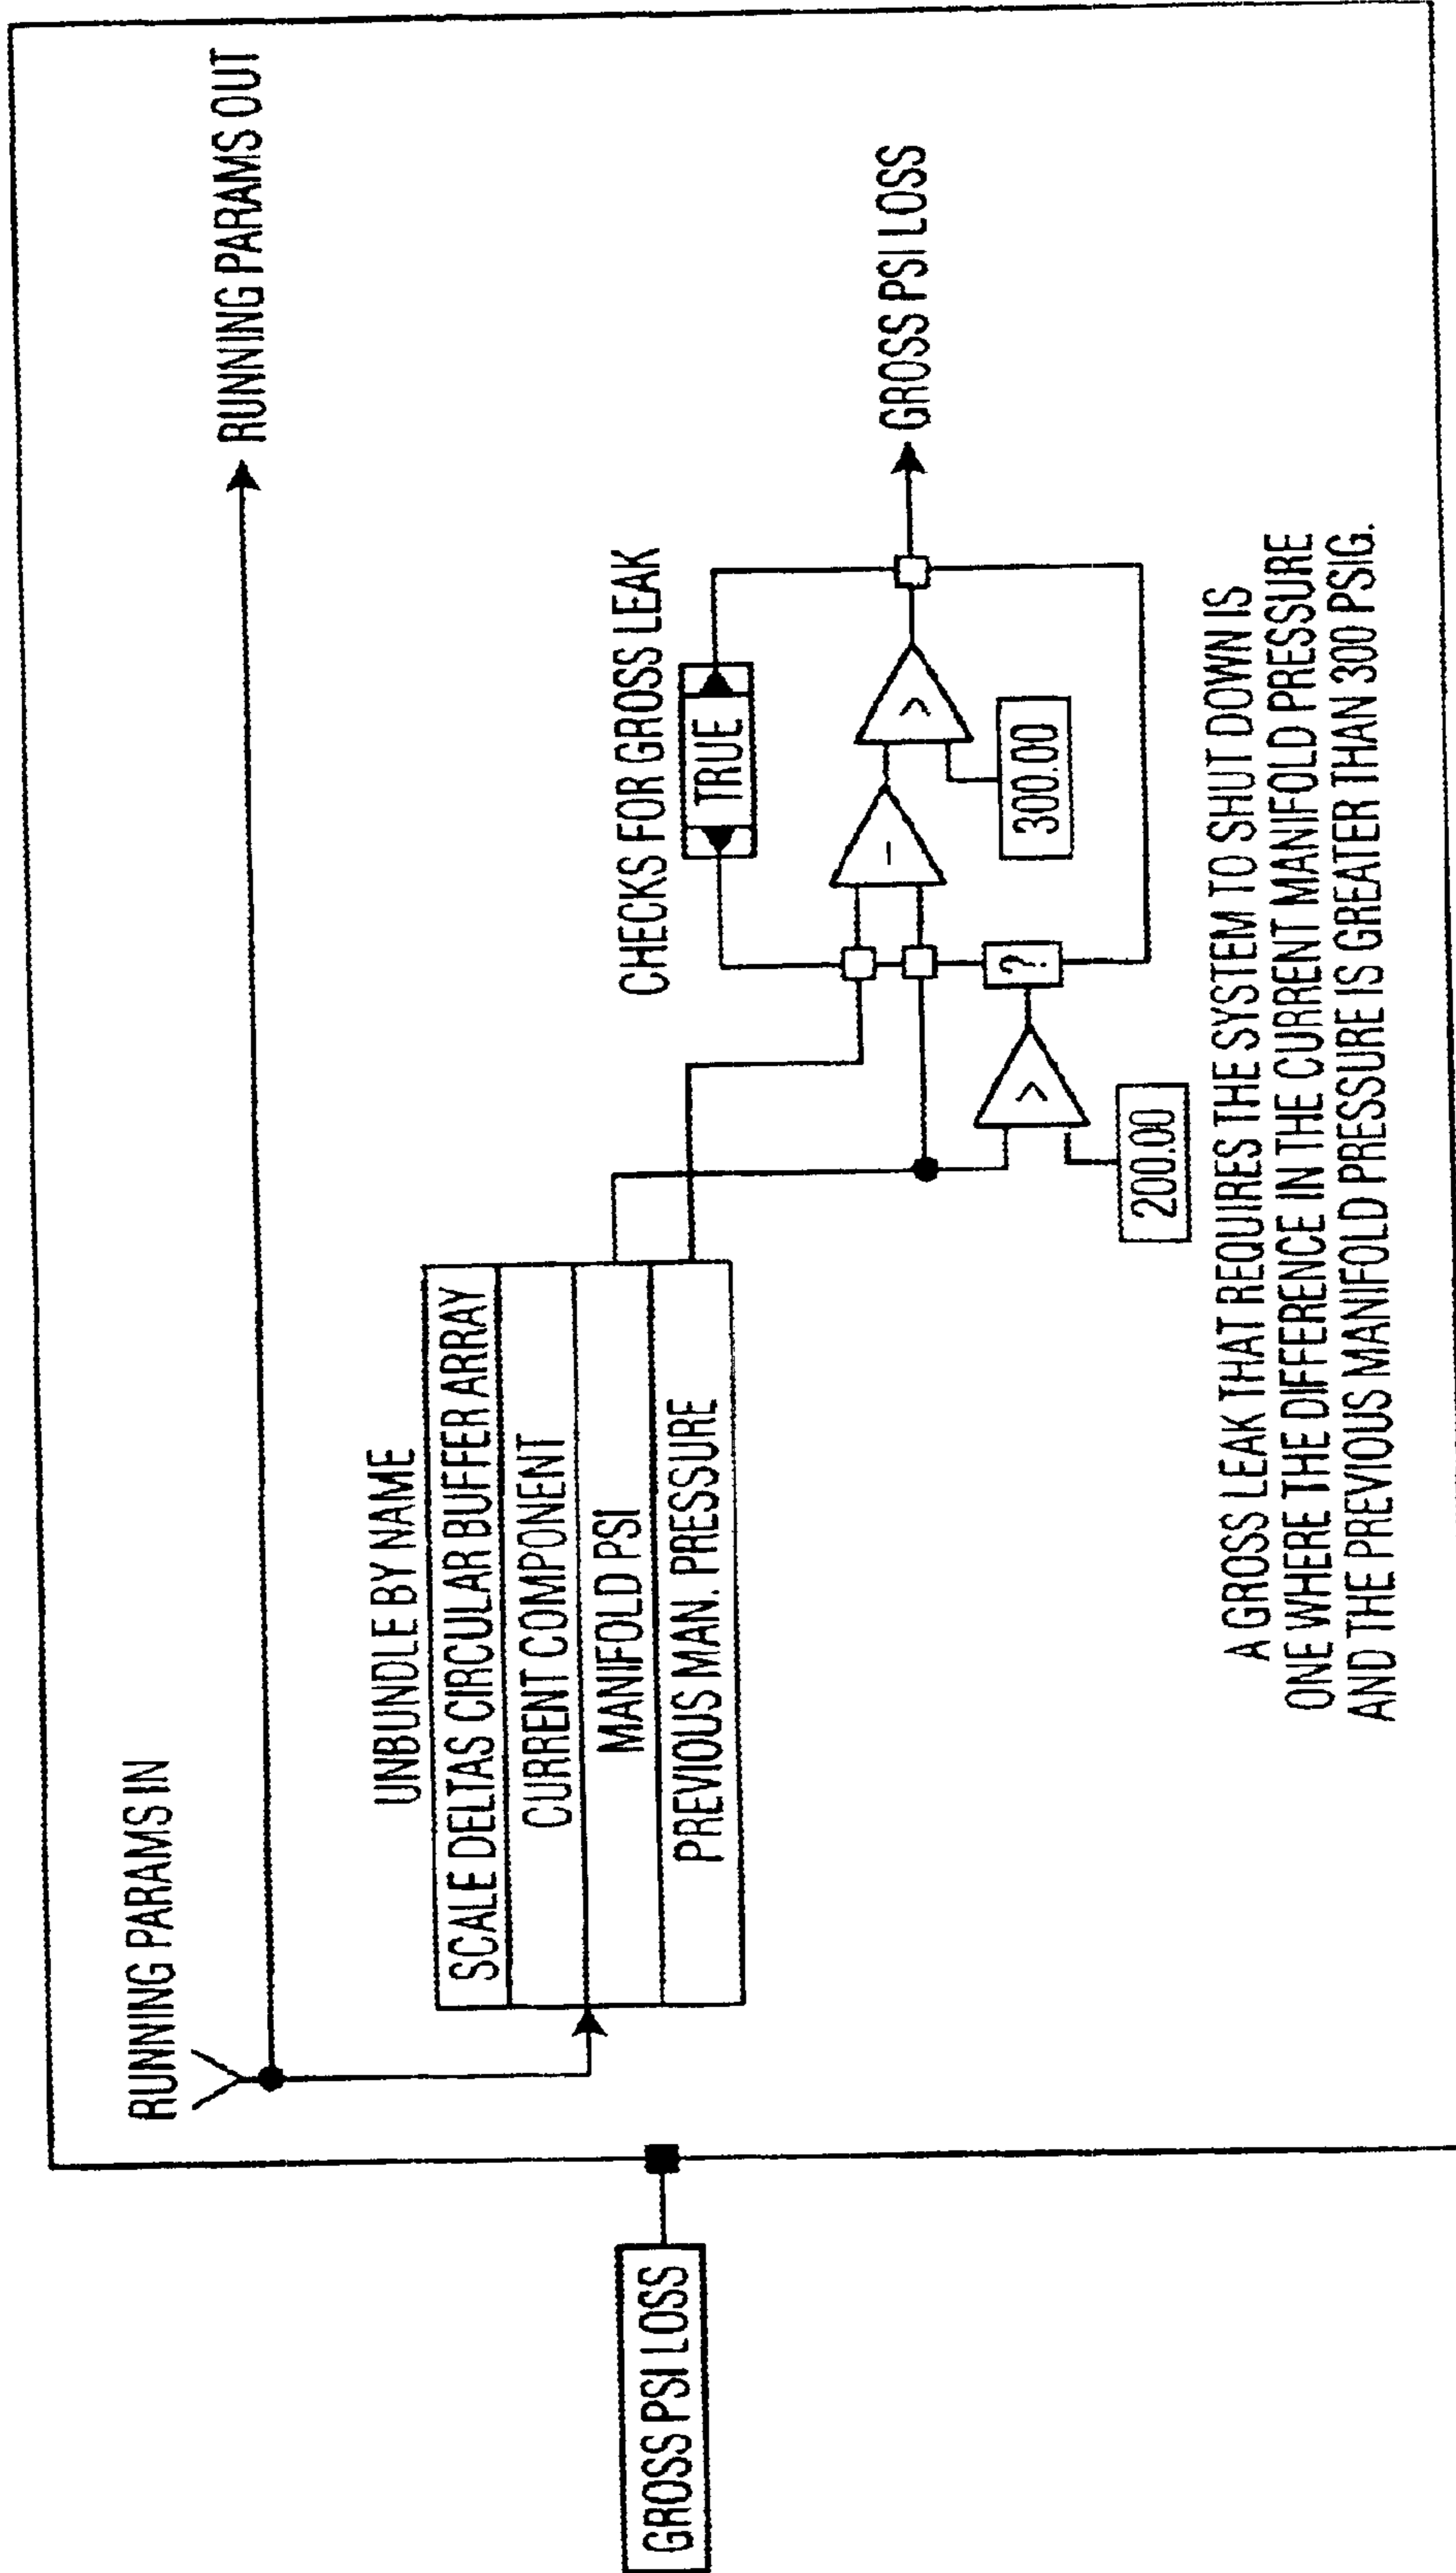 GROSS PSI LOSS
RUNNING PARAMS IN
RUNNING PARAMS OUT
UNBUNDLE BY NAME
SCALE DELTAS CIRCULAR BUFFER ARRAY
CURRENT COMPONENT
MANIFOLD PSI
PREVIOUS MAN. PRESSURE
CHECKS FOR GROSS LEAK
TRUE
-
>
300.00
GROSS PSI LOSS
?
>
200.00
A GROSS LEAK THAT REQUIRES THE SYSTEM TO SHUT DOWN IS
ONE WHERE THE DIFFERENCE IN THE CURRENT MANIFOLD PRESSURE
AND THE PREVIOUS MANIFOLD PRESSURE IS GREATER THAN 300 PSIG.